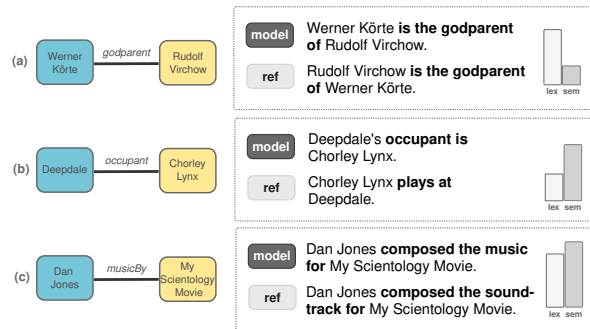 (a)
Werner
Körte
godparent
Rudolf
Virchow
model
Werner Körte is the godparent
of Rudolf Virchow.
ref
Rudolf Virchow is the godparent
of Werner Körte.
lex sem
(b)
Deepdale
occupant
Chorley
Lynx
model
Deepdale's occupant is
Chorley Lynx.
ref
Chorley Lynx plays at
Deepdale.
lex sem
(c)
Dan
Jones
musicBy
My
Scientology
Movie
model
Dan Jones composed the music
for My Scientology Movie.
ref
Dan Jones composed the sound-
track for My Scientology Movie.
lex sem